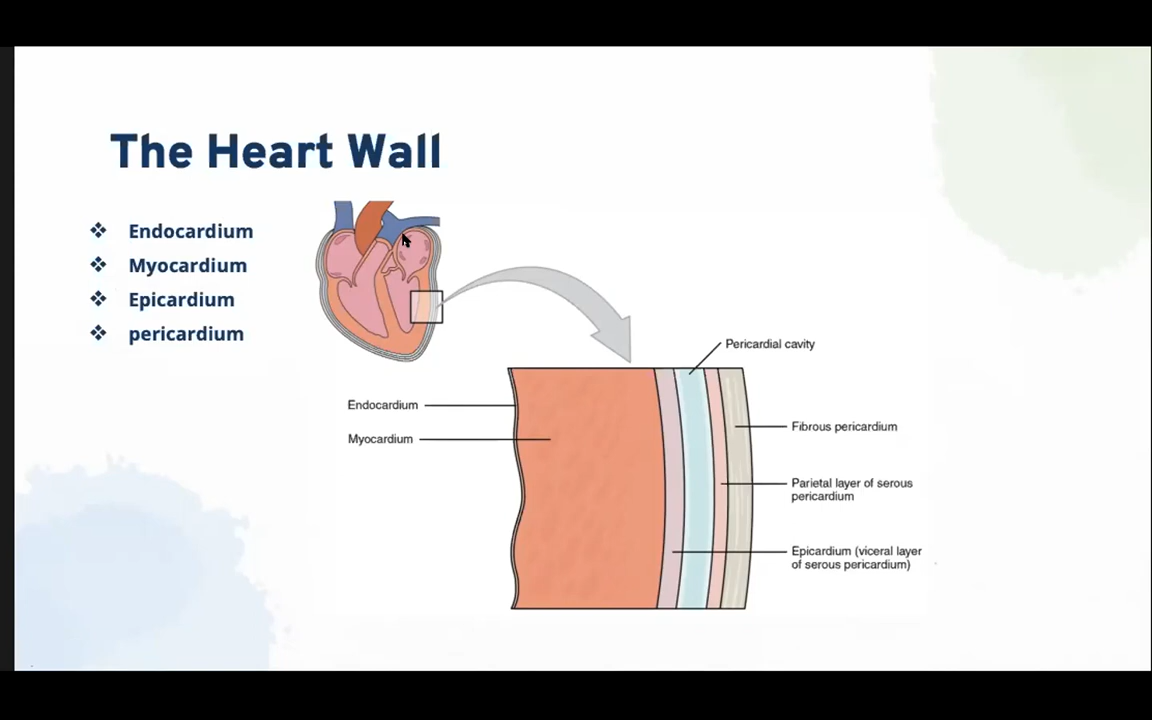 The Heart Wall
Endocardium
Myocardium
Epicardium
pericardium
Pericardial cavity
Endocardium
Myocardium
Fibrous pericardium
Parietal layer of serous
pericardium
Epicardium (viceral layer
of serous pericardium)